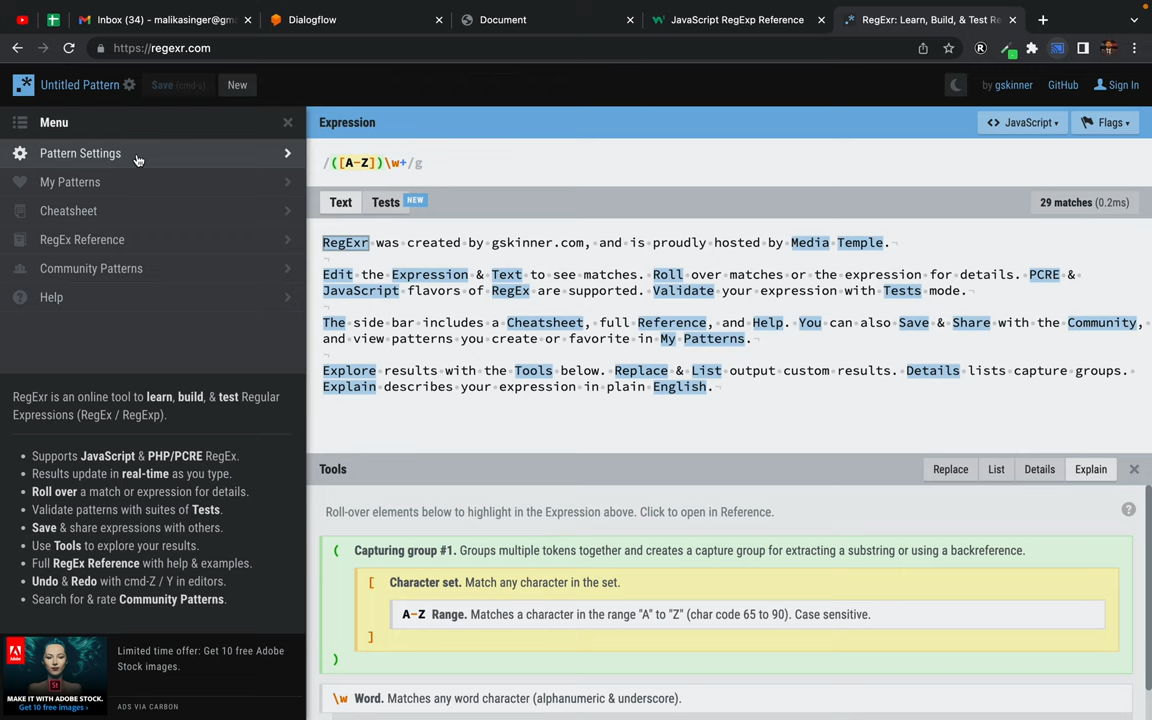 Inbox (34) - malikasinger@gm
Dialogflow
Document
JavaScript RegExp Reference
RegExr: Learn, Build, & Test Re
https://regexr.com
Untitled Pattern
Save (cmd-s)
New
by gskinner
GitHub
Sign In
Menu
Pattern Settings
My Patterns
Cheatsheet
RegEx Reference
Community Patterns
Help
RegExr is an online tool to learn, build, & test Regular
Expressions (RegEx / RegExp).
• Supports JavaScript & PHP/PCRE RegEx.
• Results update in real-time as you type.
• Roll over a match or expression for details.
• Validate patterns with suites of Tests.
• Save & share expressions with others.
• Use Tools to explore your results.
• Full RegEx Reference with help & examples.
• Undo & Redo with cmd-Z / Y in editors.
• Search for & rate Community Patterns.
MAKE IT WITH ADOBE STOCK.
Get 10 free images ›
Limited time offer: Get 10 free Adobe
Stock images.
ADS VIA CARBON
Expression
<> JavaScript
Flags
/([A-Z])\w+/g
Text
Tests
NEW
29 matches (0.2ms)
RegExr was created by gskinner.com, and is proudly hosted by Media Temple.
Edit the Expression & Text to see matches. Roll over matches or the expression for details. PCRE &
JavaScript flavors of RegEx are supported. Validate your expression with Tests mode.
The side bar includes a Cheatsheet, full Reference, and Help. You can also Save & Share with the Community,
and view patterns you create or favorite in My Patterns.
Explore results with the Tools below. Replace & List output custom results. Details lists capture groups.
Explain describes your expression in plain English.
Tools
Replace
List
Details
Explain
Roll-over elements below to highlight in the Expression above. Click to open in Reference.
( Capturing group #1. Groups multiple tokens together and creates a capture group for extracting a substring or using a backreference.
[ Character set. Match any character in the set.
A-Z Range. Matches a character in the range "A" to "Z" (char code 65 to 90). Case sensitive.
]
)
\w Word. Matches any word character (alphanumeric & underscore).